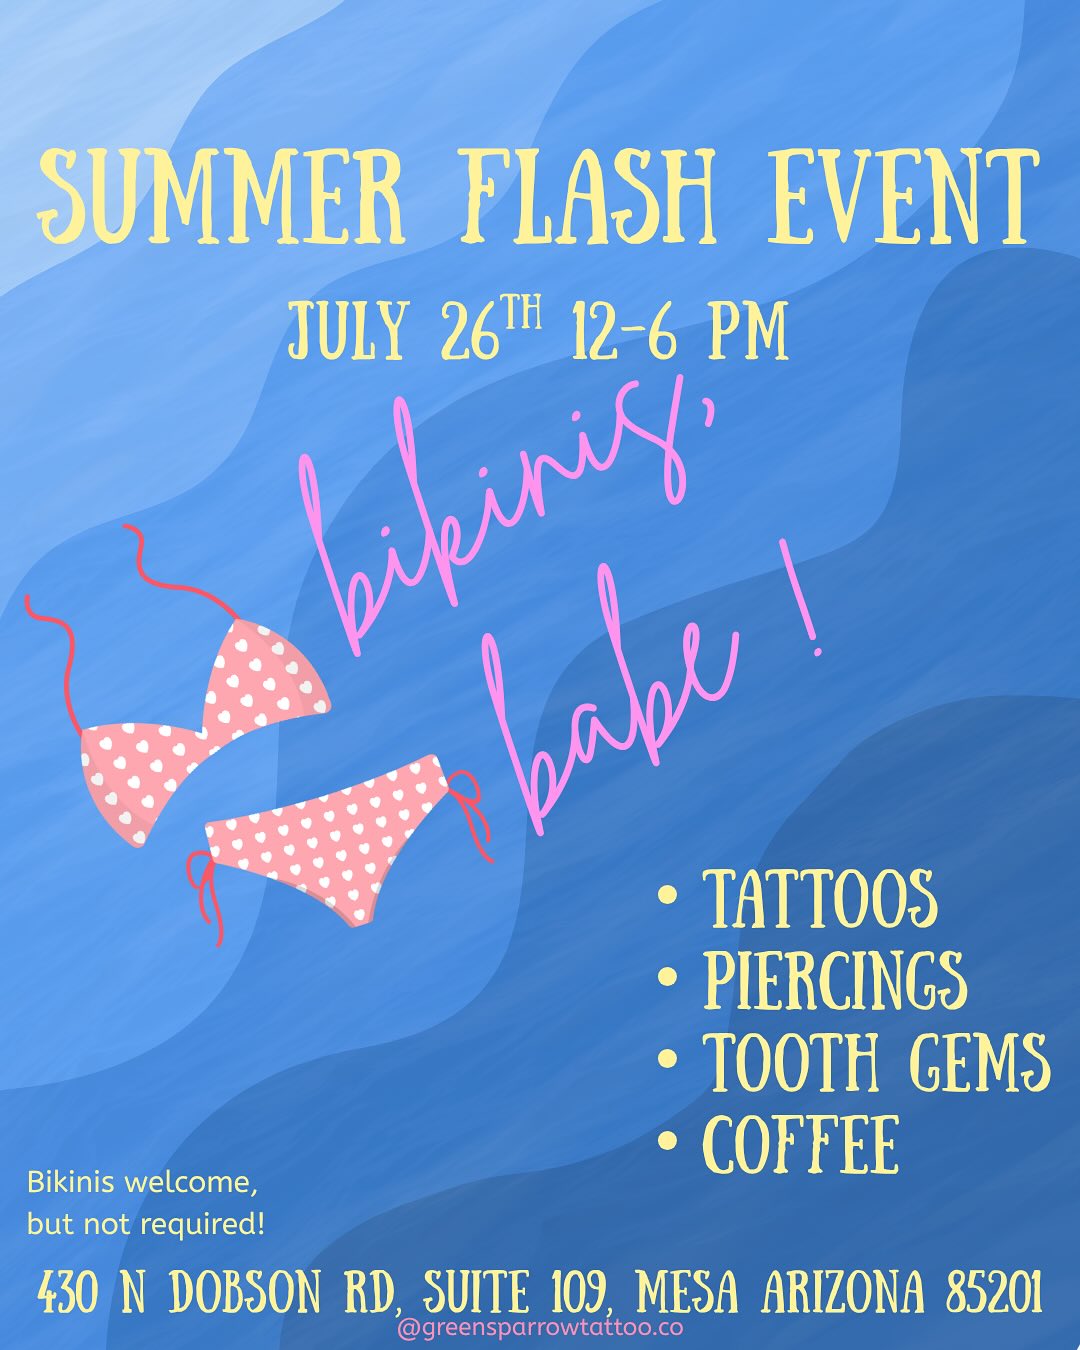 SUMMER FLASH EVENT
JULY 26TH 12-6 PM
bikinis,
babe !
• TATTOOS
• PIERCINGS
• TOOTH GEMS
• COFFEE
Bikinis welcome,
but not required!
430 N DOBSON RD, SUITE 109, MESA ARIZONA 85201
@greensparrowtattoo.co